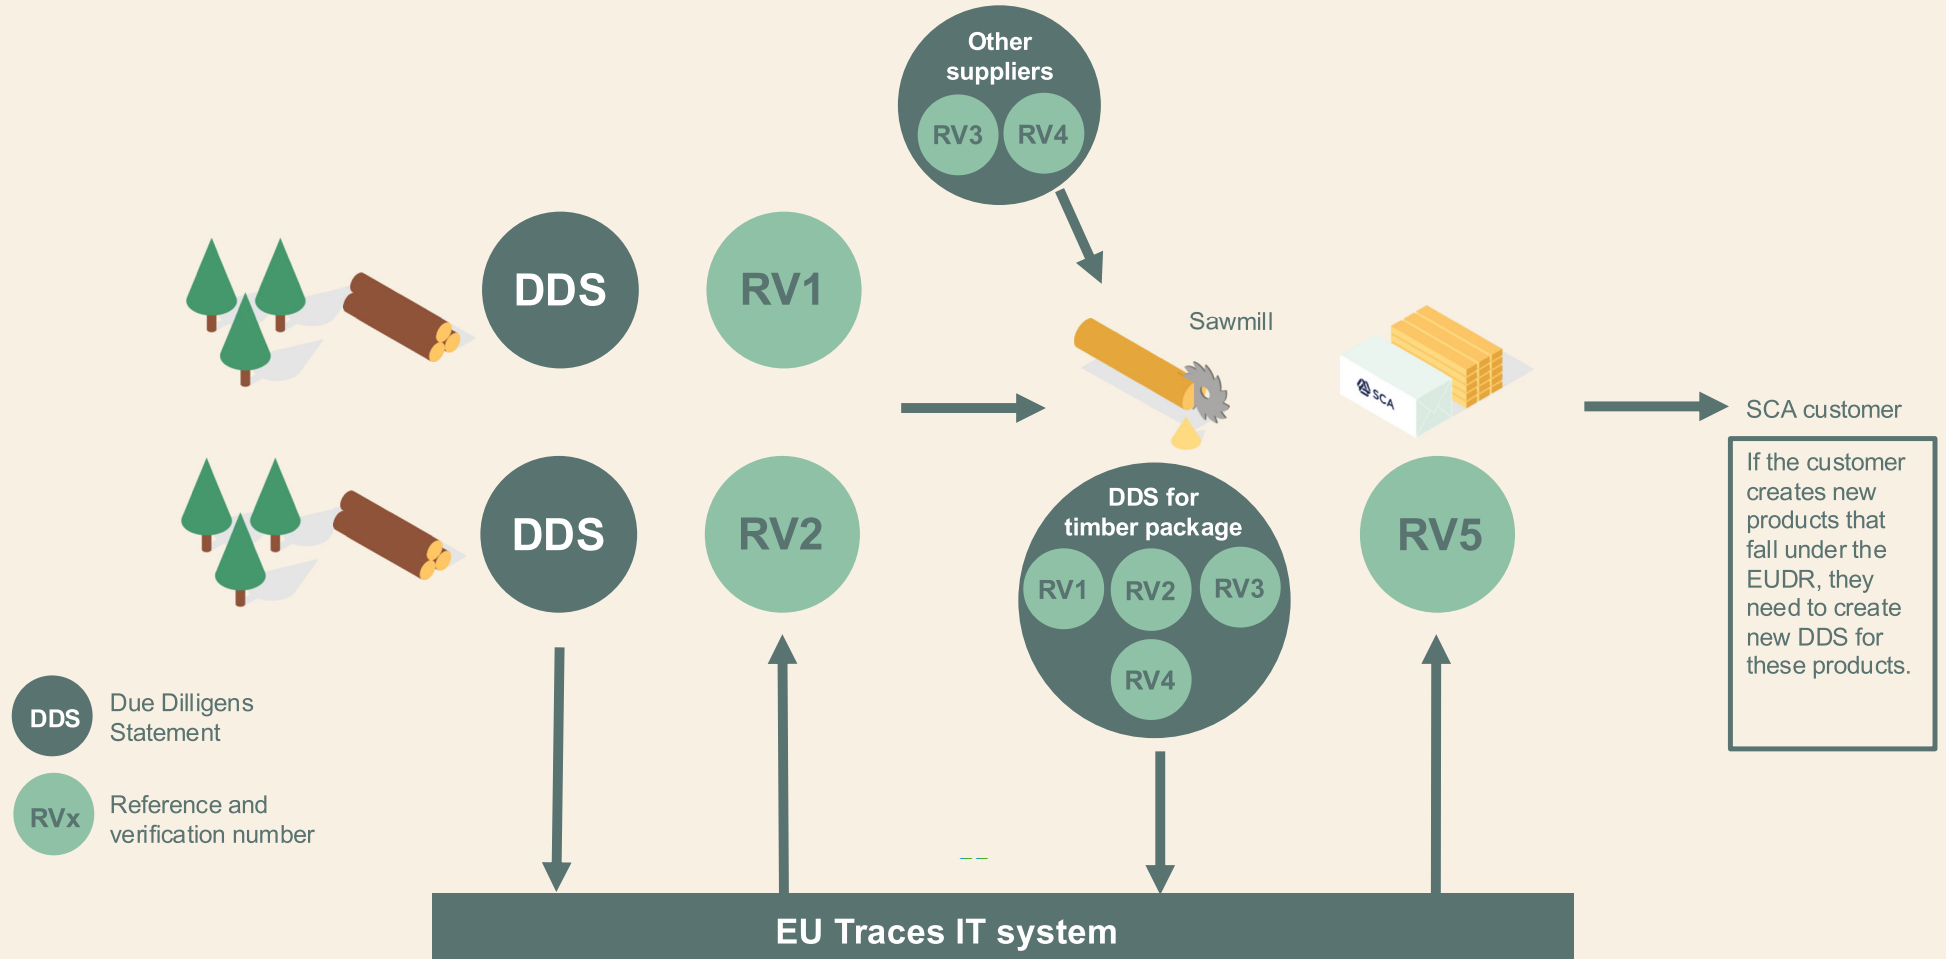 Other
suppliers
RV3
RV4
DDS
RV1
Sawmill
SCA
SCA customer
If the customer
creates new
products that
fall under the
EUDR, they
need to create
new DDS for
these products.
DDS
RV2
DDS for
timber package
RV1
RV2
RV3
RV4
RV5
DDS
Due Dilligens
Statement
RVx
Reference and
verification number
EU Traces IT system